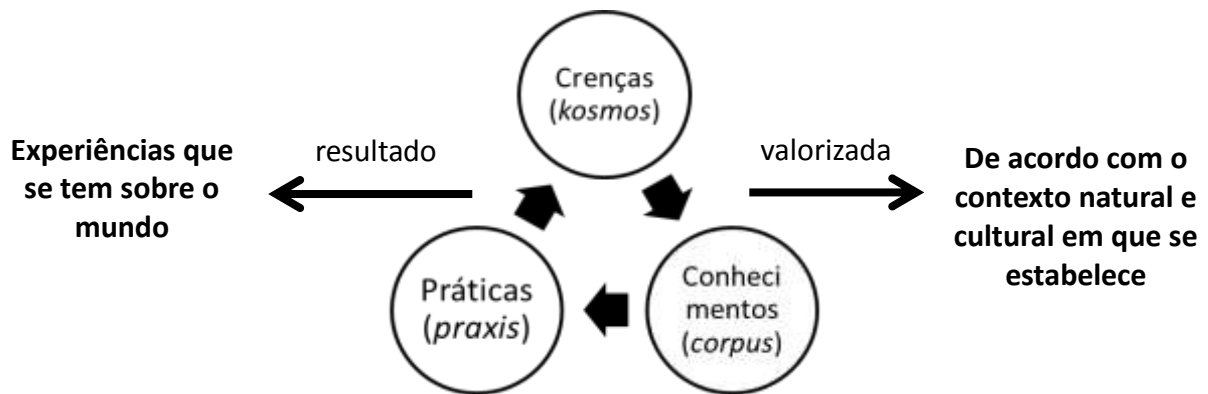 Crenças
(kosmos)
Experiências que
se tem sobre o
mundo
resultado
valorizada
De acordo com o
contexto natural e
cultural em que se
estabelece
Práticas
(praxis)
Conheci
mentos
(corpus)